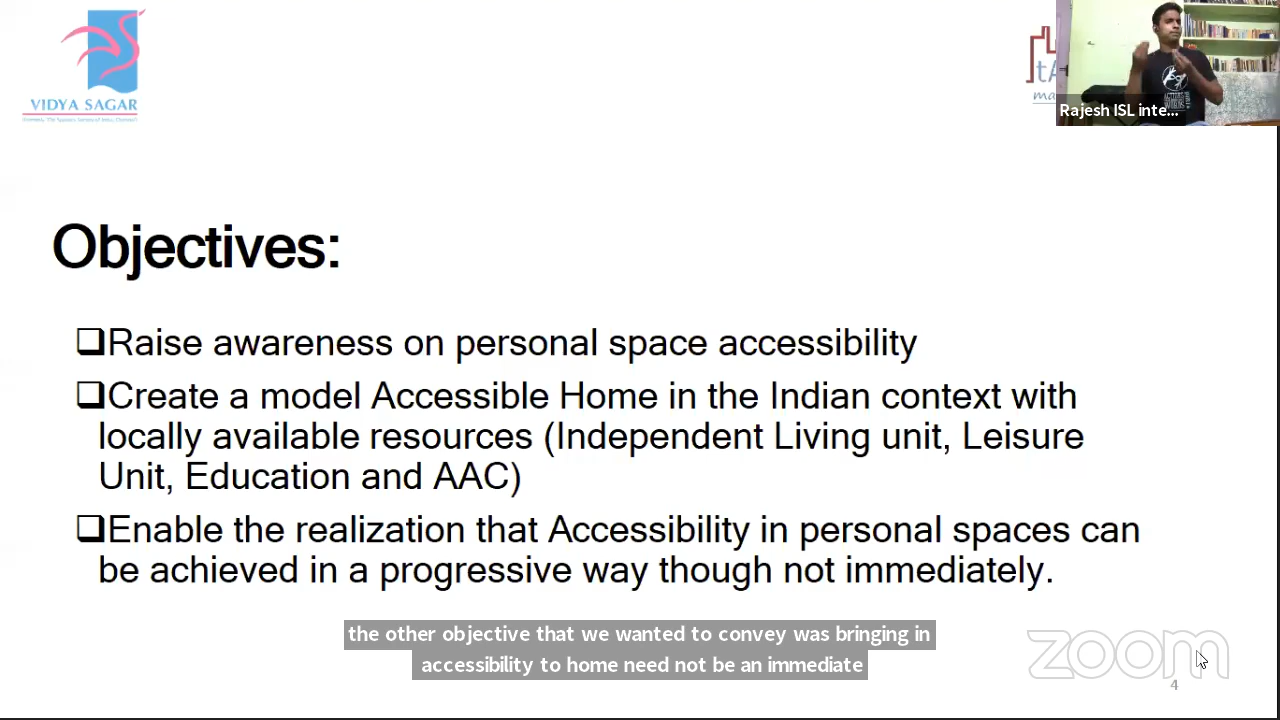 VIDYA SAGAR
tA
ma
Rajesh ISL inte...
Objectives:
❑Raise awareness on personal space accessibility
❑Create a model Accessible Home in the Indian context with
locally available resources (Independent Living unit, Leisure
Unit, Education and AAC)
❑Enable the realization that Accessibility in personal spaces can
be achieved in a progressive way though not immediately.
the other objective that we wanted to convey was bringing in
accessibility to home need not be an immediate
zoom
4